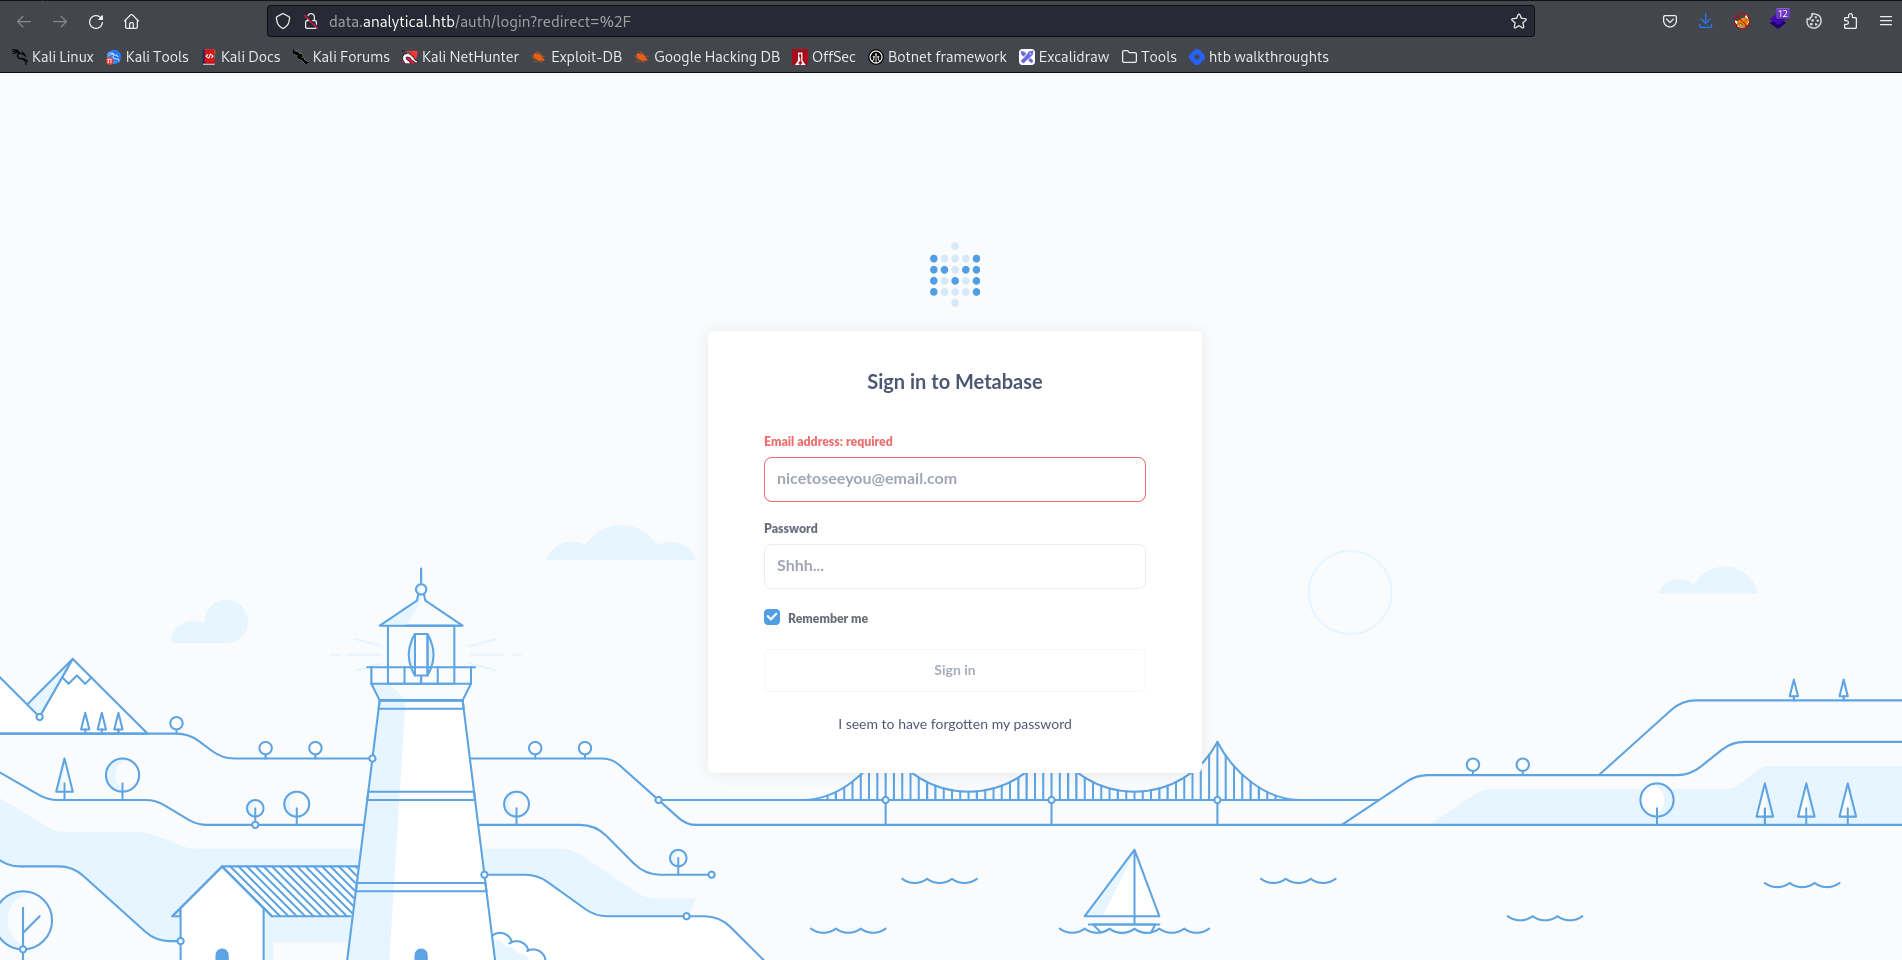 data.analytical.htb/auth/login?redirect=%2F
12
Kali Linux Kali Tools Kali Docs Kali Forums Kali NetHunter Exploit-DB Google Hacking DB OffSec Botnet framework Excalidraw Tools htb walkthroughts
Sign in to Metabase
Email address: required
nicetoseeyou@email.com
Password
Shhh...
Remember me
Sign in
I seem to have forgotten my password